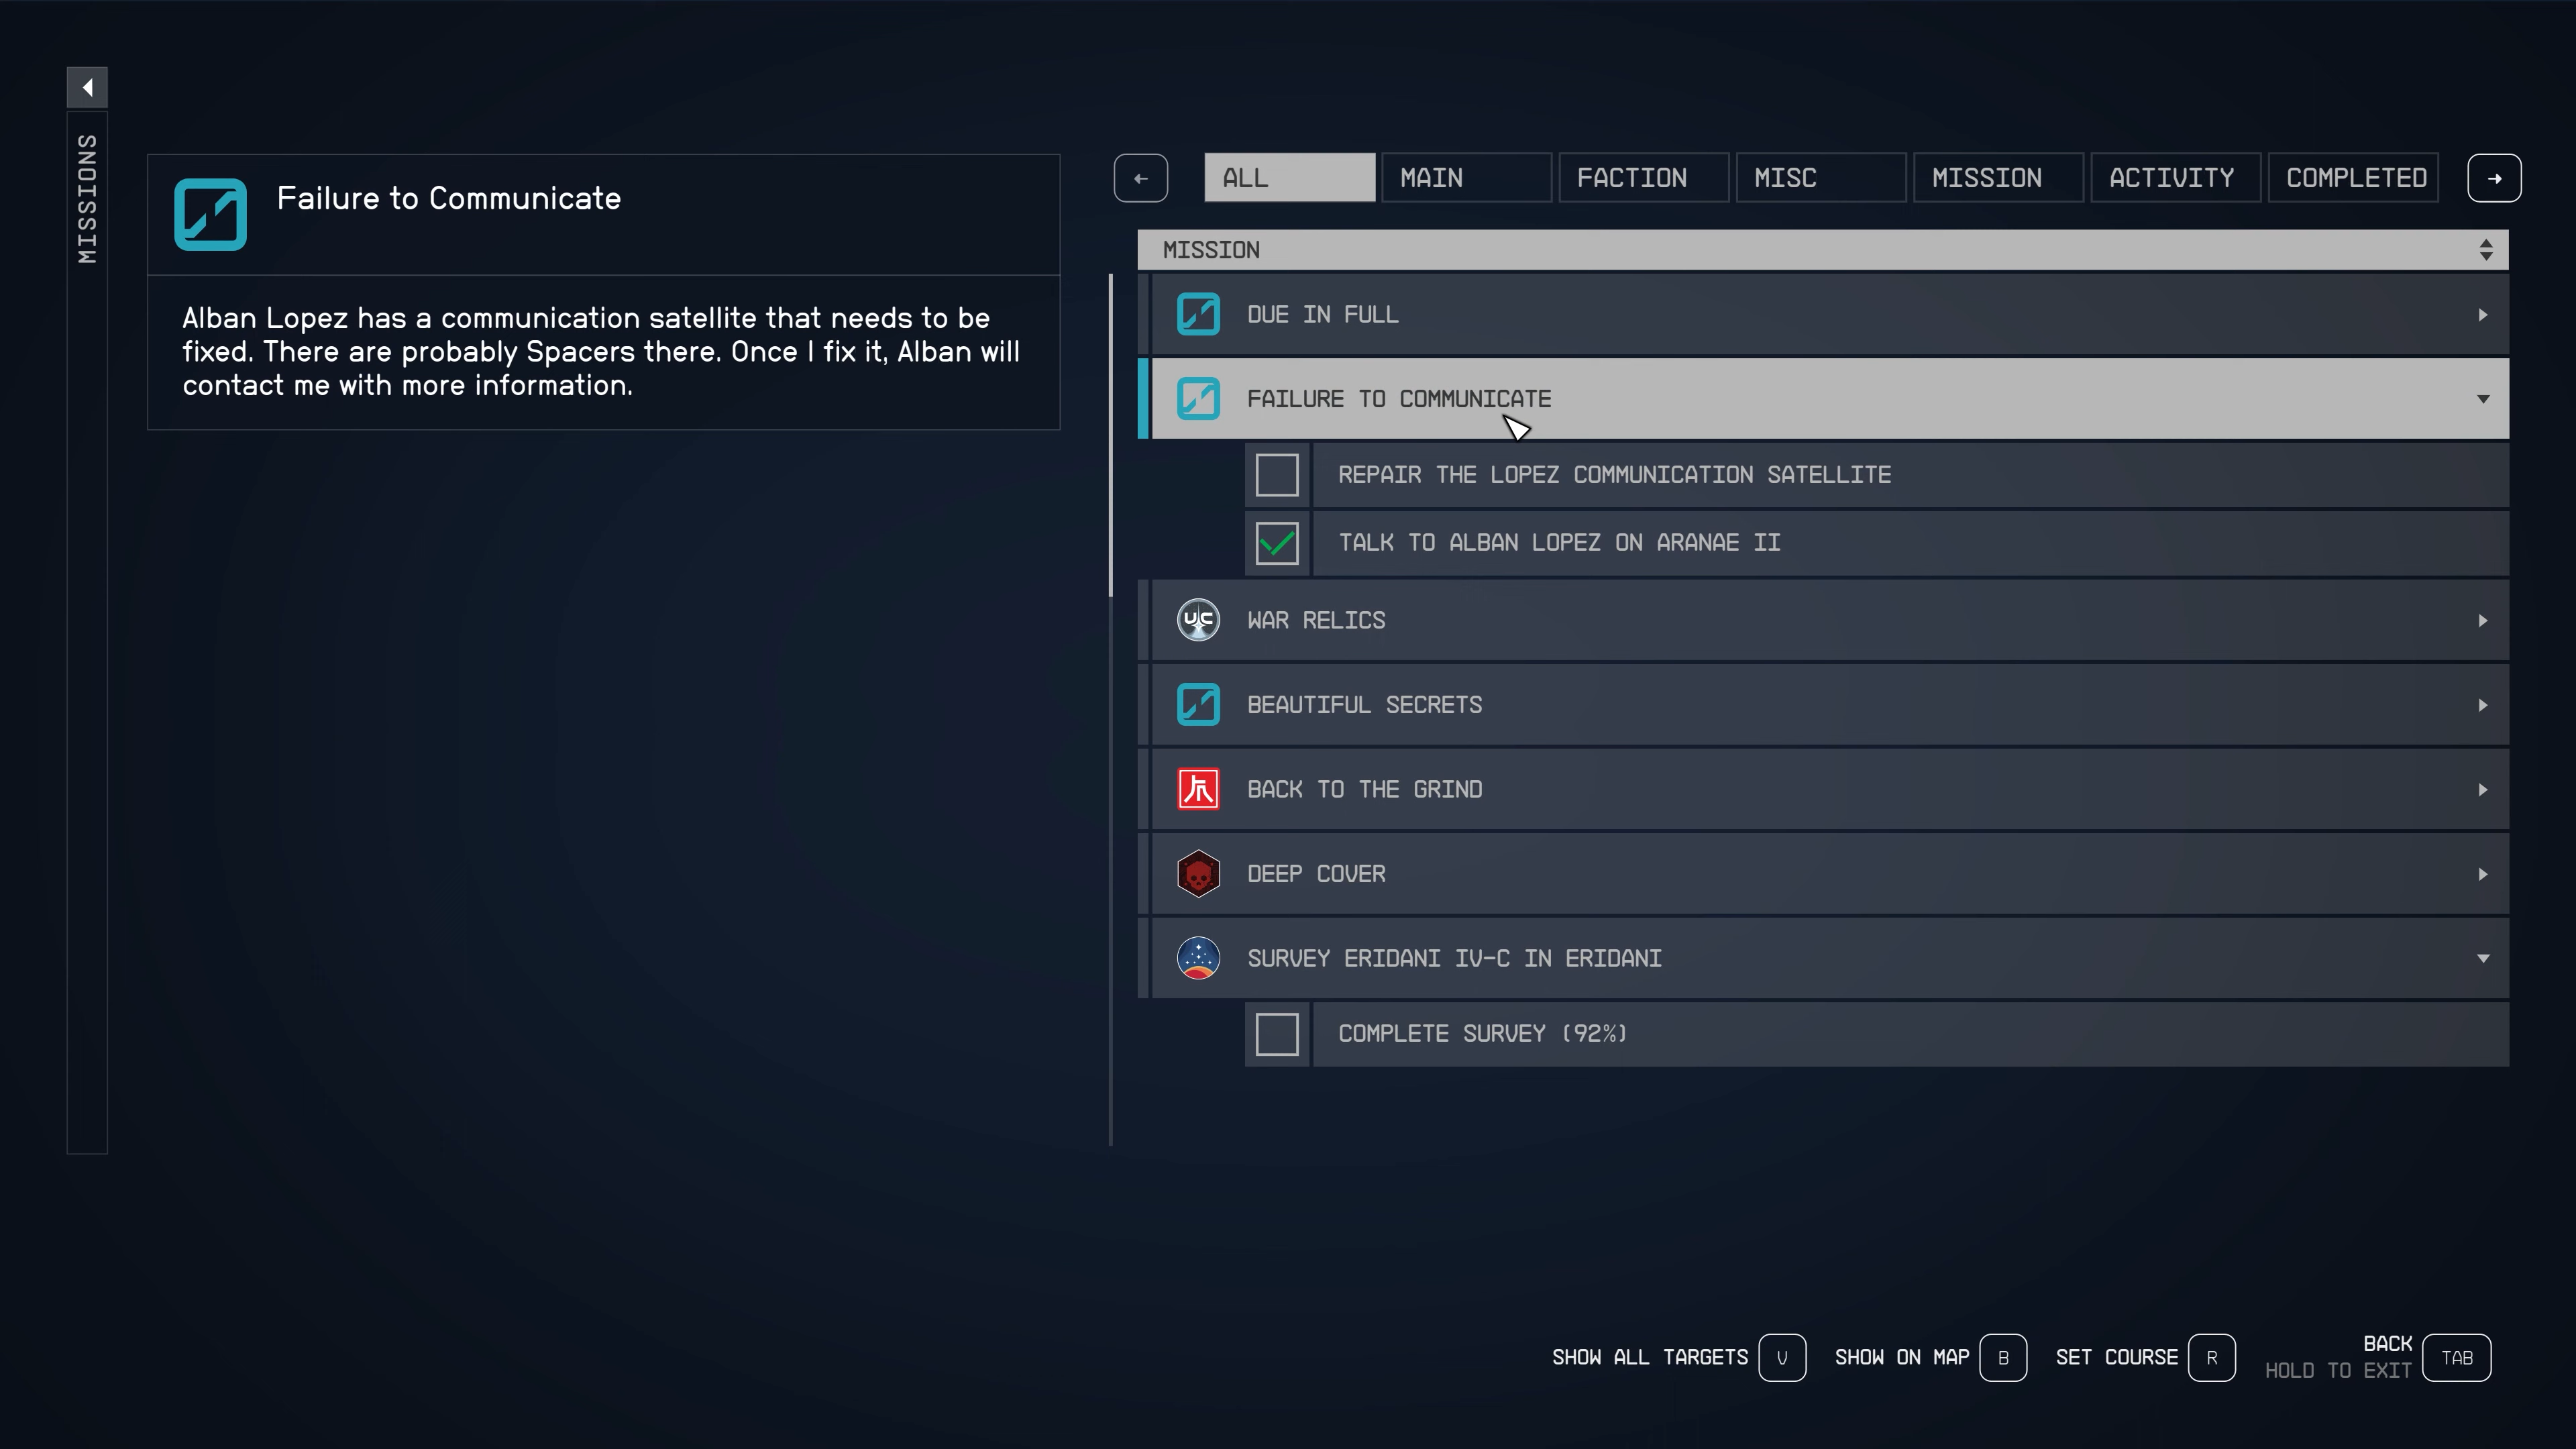 MISSIONS
Failure to Communicate
Alban Lopez has a communication satellite that needs to be
fixed. There are probably Spacers there. Once I fix it, Alban will
contact me with more information.
ALL
MAIN
FACTION
MISC
MISSION
ACTIVITY
COMPLETED
MISSION
DUE IN FULL
FAILURE TO COMMUNICATE
REPAIR THE LOPEZ COMMUNICATION SATELLITE
TALK TO ALBAN LOPEZ ON ARANAE II
UC
WAR RELICS
BEAUTIFUL SECRETS
BACK TO THE GRIND
DEEP COVER
SURVEY ERIDANI IV-C IN ERIDANI
COMPLETE SURVEY (92%)
SHOW ALL TARGETS V
SHOW ON MAP B
SET COURSE R
BACK
HOLD TO EXIT
TAB